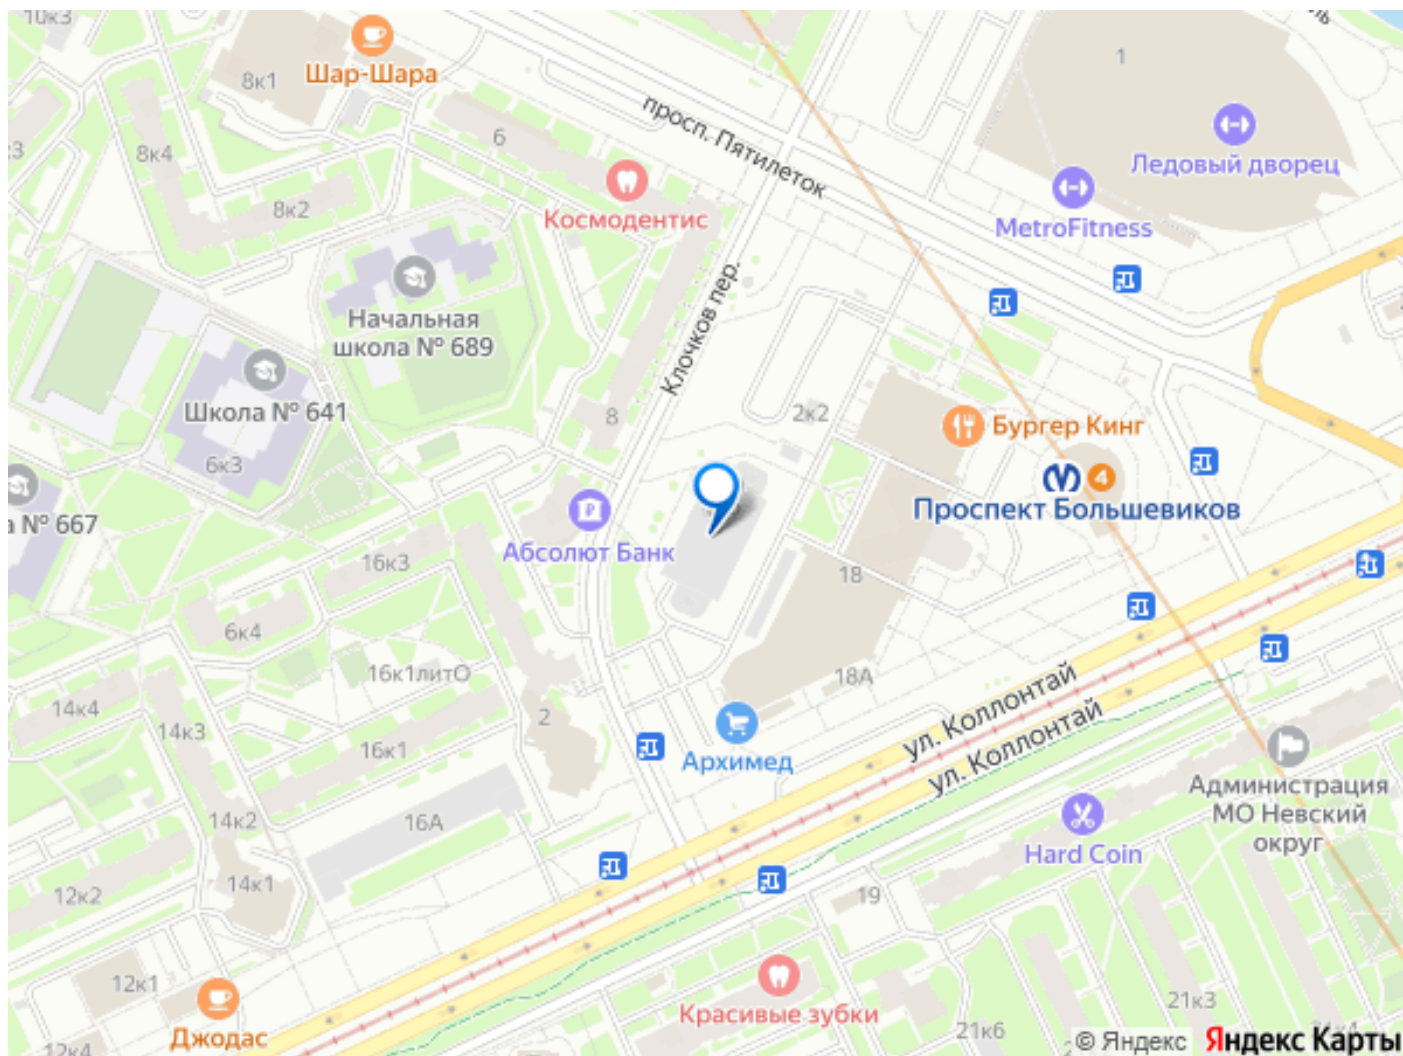 10к3
Шар-Шара
8к1
1
просп. Пятилеток
6
8к4
Ледовый дворец
Космодентис
8к2
MetroFitness
Клочков пер.
Начальная
школа № 689
Школа № 641
8
2к2
Бургер Кинг
6к3
4
Проспект Большевиков
№ 667
Абсолют Банк
16к3
18
6к4
16к1литО
18А
14к4
14к3
2
16к1
Архимед
ул. Коллонтай
ул. Коллонтай
Администрация
МО Невский
округ
14к2
16А
Hard Coin
14к1
12к2
19
12к1
Красивые зубки
21к3
Джодас
21к6
12к4
© Яндекс
Яндекс Карты